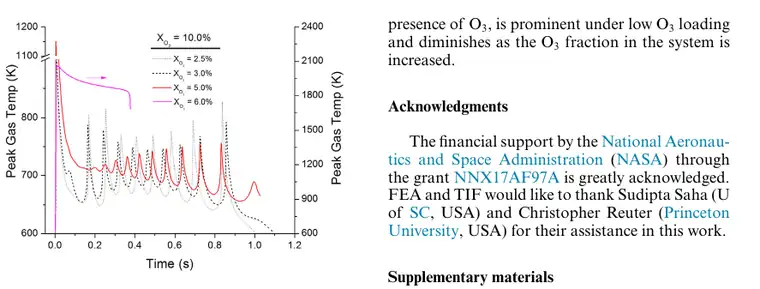 1200
1100
800
700
600
Peak Gas Temp (K)
X_O2 = 10.0%
X_O3 = 2.5%
X_O3 = 3.0%
X_O3 = 5.0%
X_O3 = 6.0%
2400
2100
1800
1500
1200
900
600
Peak Gas Temp (K)
0.0 0.2 0.4 0.6 0.8 1.0 1.2
Time (s)
presence of O3, is prominent under low O3 loading
and diminishes as the O3 fraction in the system is
increased.
Acknowledgments
The financial support by the National Aeronau-
tics and Space Administration (NASA) through
the grant NNX17AF97A is greatly acknowledged.
FEA and TIF would like to thank Sudipta Saha (U
of SC, USA) and Christopher Reuter (Princeton
University, USA) for their assistance in this work.
Supplementary materials